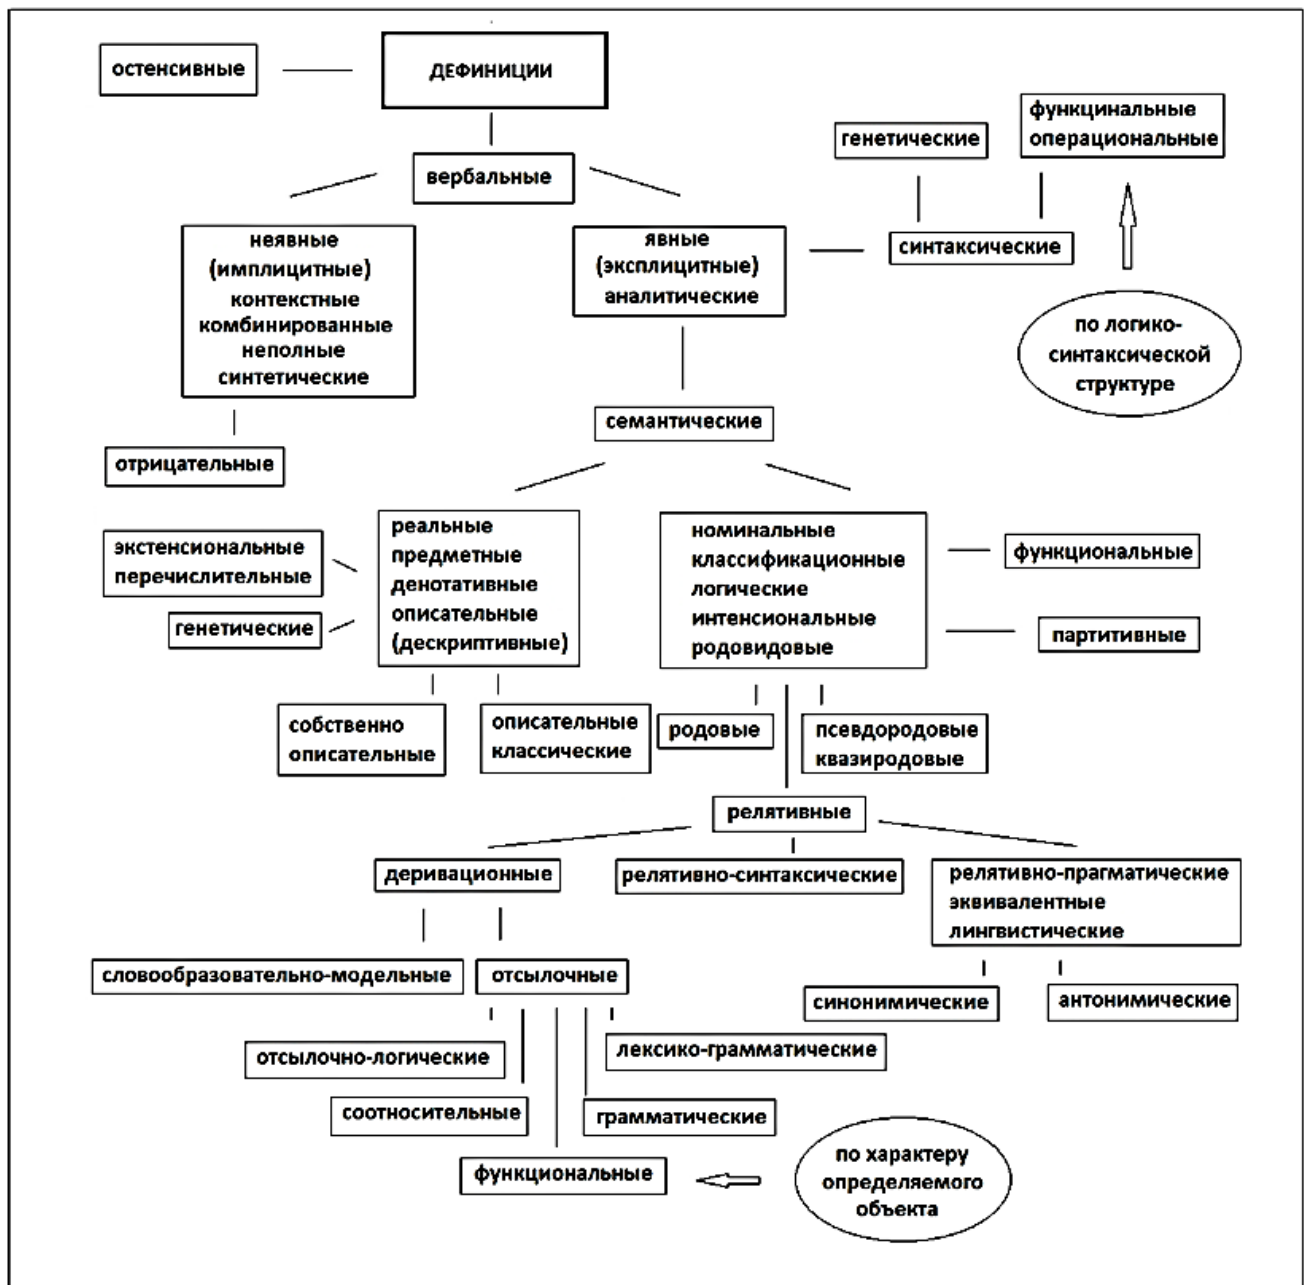 остенсивные
ДЕФИНИЦИИ
функцинальные
операциональные
генетические
вербальные
неявные
(имплицитные)
контекстные
комбинированные
неполные
синтетические
явные
(эксплицитные)
аналитические
синтаксические
по логико-
синтаксической
структуре
семантические
отрицательные
экстенсиональные
перечислительные
генетические
реальные
предметные
денотативные
описательные
(дескриптивные)
номинальные
классификационные
логические
интенсиональные
родовидовые
функциональные
партитивные
собственно
описательные
описательные
классические
родовые
псевдородовые
квазиродовые
релятивные
деривационные
релятивно-синтаксические
релятивно-прагматические
эквивалентные
лингвистические
словообразовательно-модельные
отсылочные
синонимические
антонимические
отсылочно-логические
лексико-грамматические
соотносительные
грамматические
функциональные
по характеру
определяемого
объекта